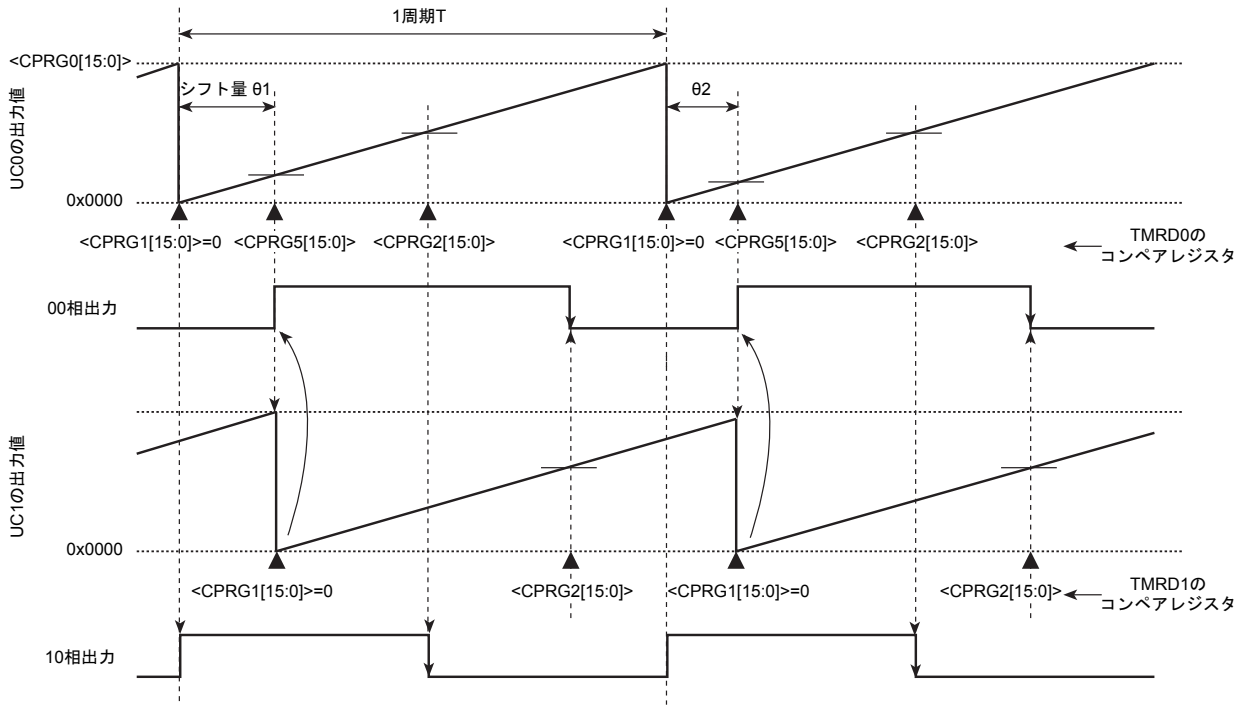 1周期T
<CPRG0[15:0]>
シフト量 θ1
θ2
UC0の出力値
0x0000
<CPRG1[15:0]>=0
<CPRG5[15:0]>
<CPRG2[15:0]>
<CPRG1[15:0]>=0
<CPRG5[15:0]>
<CPRG2[15:0]>
TMRD0の
コンペアレジスタ
00相出力
UC1の出力値
0x0000
<CPRG1[15:0]>=0
<CPRG2[15:0]>
<CPRG1[15:0]>=0
<CPRG2[15:0]>
TMRD1の
コンペアレジスタ
10相出力